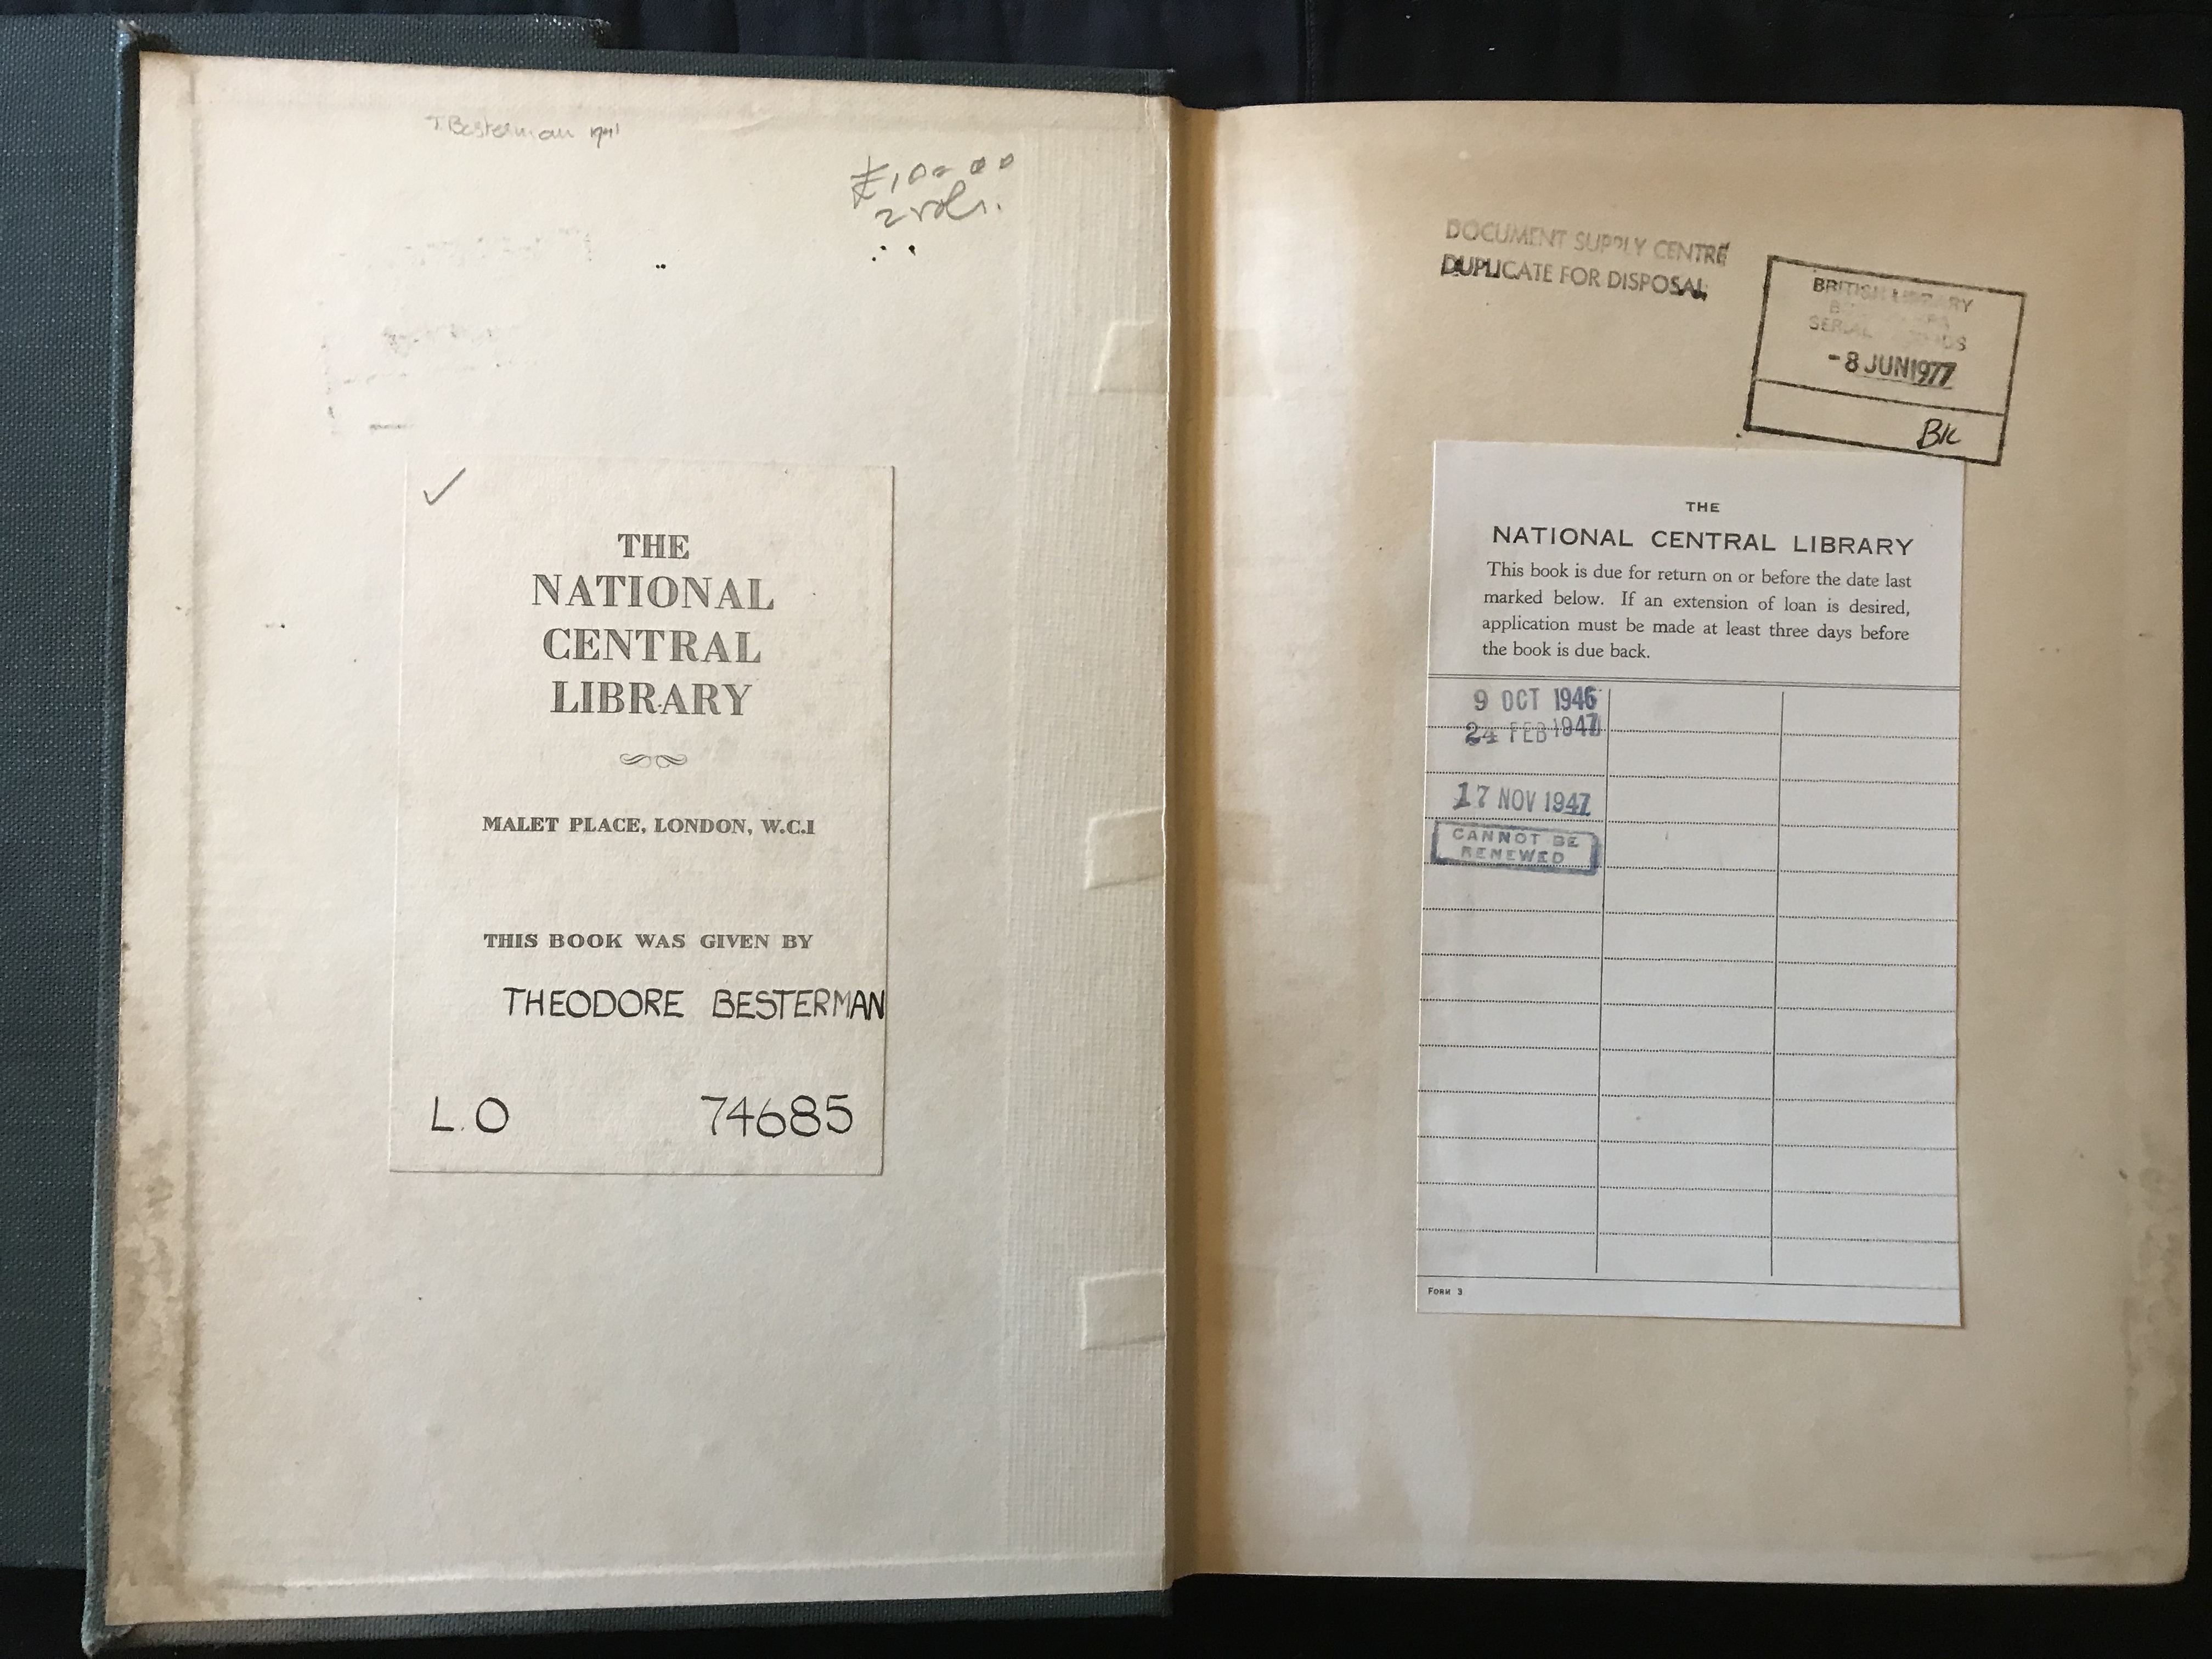 T. Besterman 1941
£100.00
2 vols.
✓
THE
NATIONAL
CENTRAL
LIBRARY
MALET PLACE, LONDON, W.C.1
THIS BOOK WAS GIVEN BY
THEODORE BESTERMAN
L.O 74685
DOCUMENT SUPPLY CENTRE
DUPLICATE FOR DISPOSAL
BRITISH LIBRARY
SERIAL
-8 JUN 1977
BK
THE
NATIONAL CENTRAL LIBRARY
This book is due for return on or before the date last
marked below. If an extension of loan is desired,
application must be made at least three days before
the book is due back.
9 OCT 1946
24 FEB 1947
17 NOV 1947
CANNOT BE
RENEWED
FORM 3